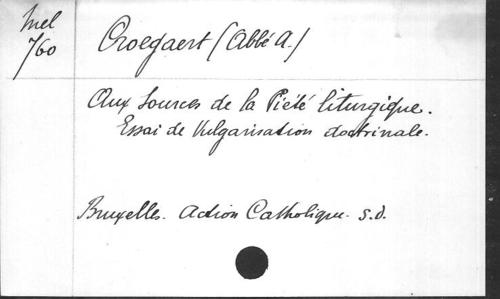 Mel
760
Croegaert (Abbé A.)
Aux Sources de la Piété liturgique.
Essai de Vulgarisation doctrinale.
Bruxelles. Action Catholique. s.d.